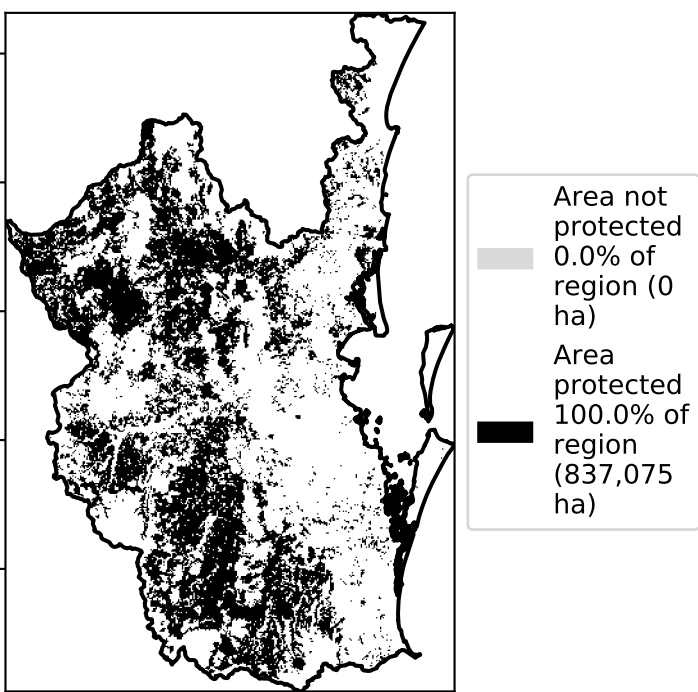 Area not
protected
0.0% of
region (0
ha)
Area
protected
100.0% of
region
(837,075
ha)